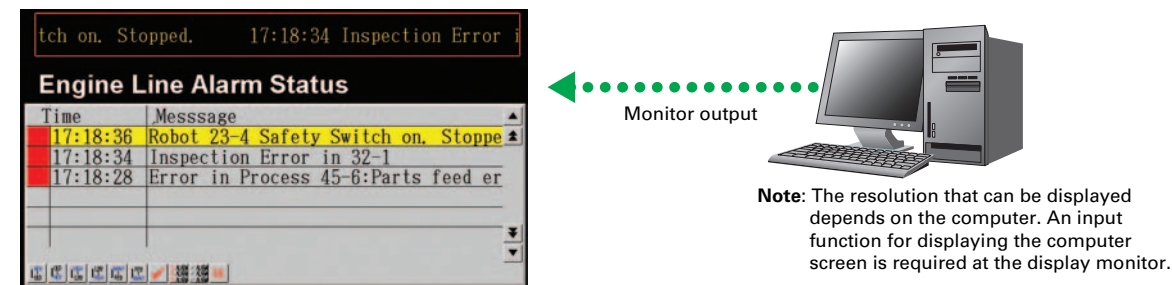 tch on. Stopped. 17:18:34 Inspection Error i
Engine Line Alarm Status
Time Messsage
17:18:36 Robot 23-4 Safety Switch on. Stoppe
17:18:34 Inspection Error in 32-1
17:18:28 Error in Process 45-6:Parts feed er
Monitor output
Note: The resolution that can be displayed
depends on the computer. An input
function for displaying the computer
screen is required at the display monitor.